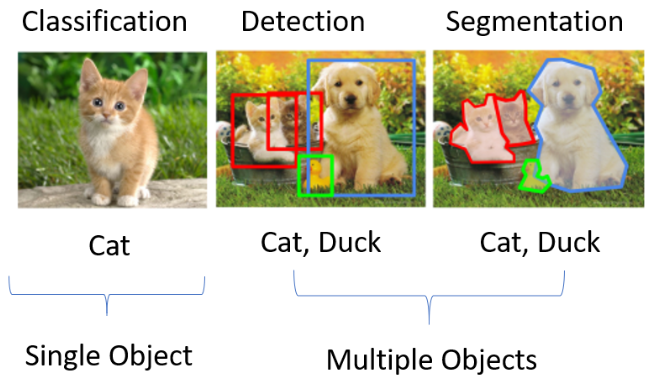 Classification
Detection
Segmentation
Cat
Cat, Duck
Cat, Duck
Single Object
Multiple Objects